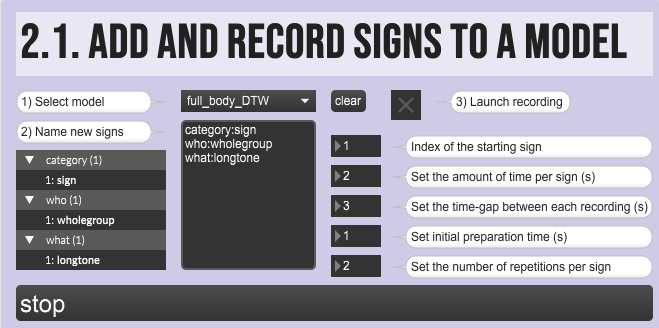 2.1. ADD AND RECORD SIGNS TO A MODEL
1) Select model
full_body_DTW
clear
3) Launch recording
2) Name new signs
category:sign
who:wholegroup
what:longtone
category (1)
1: sign
who (1)
1: wholegroup
what (1)
1: longtone
1 Index of the starting sign
2 Set the amount of time per sign (s)
3 Set the time-gap between each recording (s)
1 Set initial preparation time (s)
2 Set the number of repetitions per sign
stop